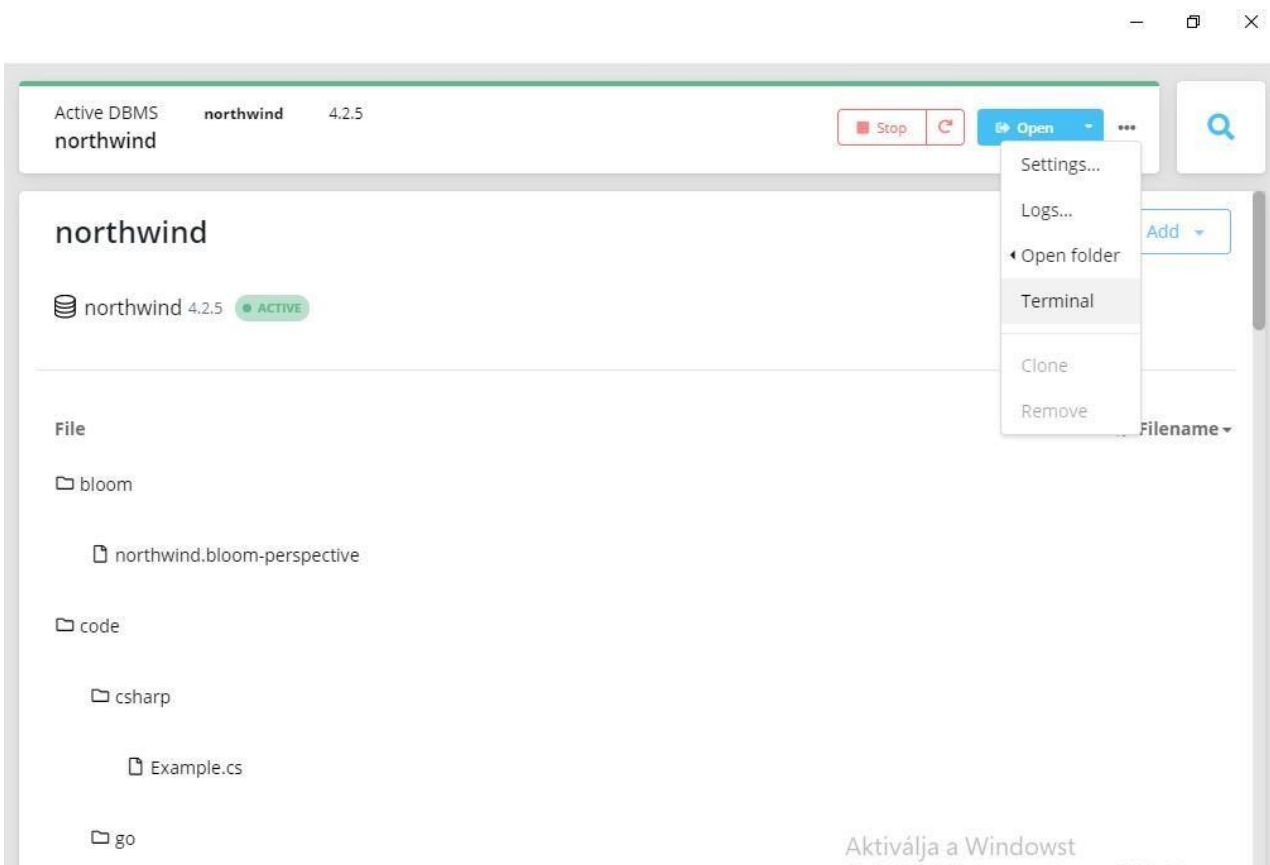 Active DBMS northwind 4.2.5
northwind
Stop
Open
Settings...
Logs...
Open folder
Terminal
Clone
Remove
northwind
Add
northwind 4.2.5 ACTIVE
File
Filename
bloom
northwind.bloom-perspective
code
csharp
Example.cs
go
Aktiválja a Windowst